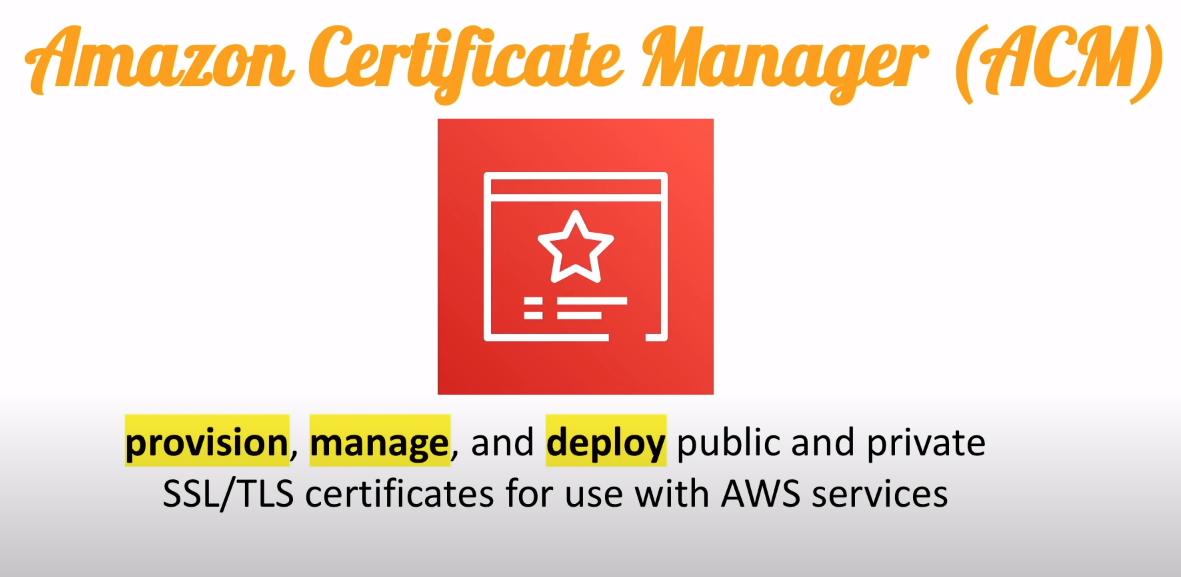 Amazon Certificate Manager (ACM)
provision, manage, and deploy public and private
SSL/TLS certificates for use with AWS services